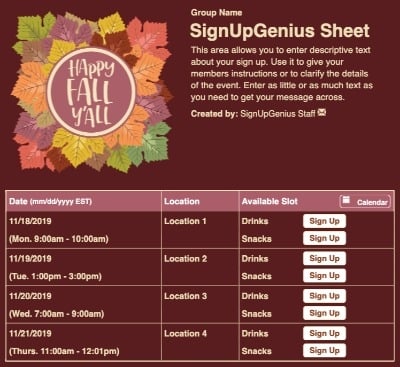 HAPPY
FALL
Y'ALL
Group Name
SignUpGenius Sheet
This area allows you to enter descriptive text
about your sign up. Use it to give your
members instructions or to clarify the details
of the event. Enter as little or as much text as
you need to get your message across.
Created by: SignUpGenius Staff
Date (mm/dd/yyyy EST) Location Available Slot Calendar
11/18/2019 Location 1 Drinks Sign Up
(Mon. 9:00am - 10:00am) Snacks Sign Up
11/19/2019 Location 2 Drinks Sign Up
(Tue. 1:00pm - 3:00pm) Snacks Sign Up
11/20/2019 Location 3 Drinks Sign Up
(Wed. 7:00am - 9:00am) Snacks Sign Up
11/21/2019 Location 4 Drinks Sign Up
(Thurs. 11:00am - 12:01pm) Snacks Sign Up